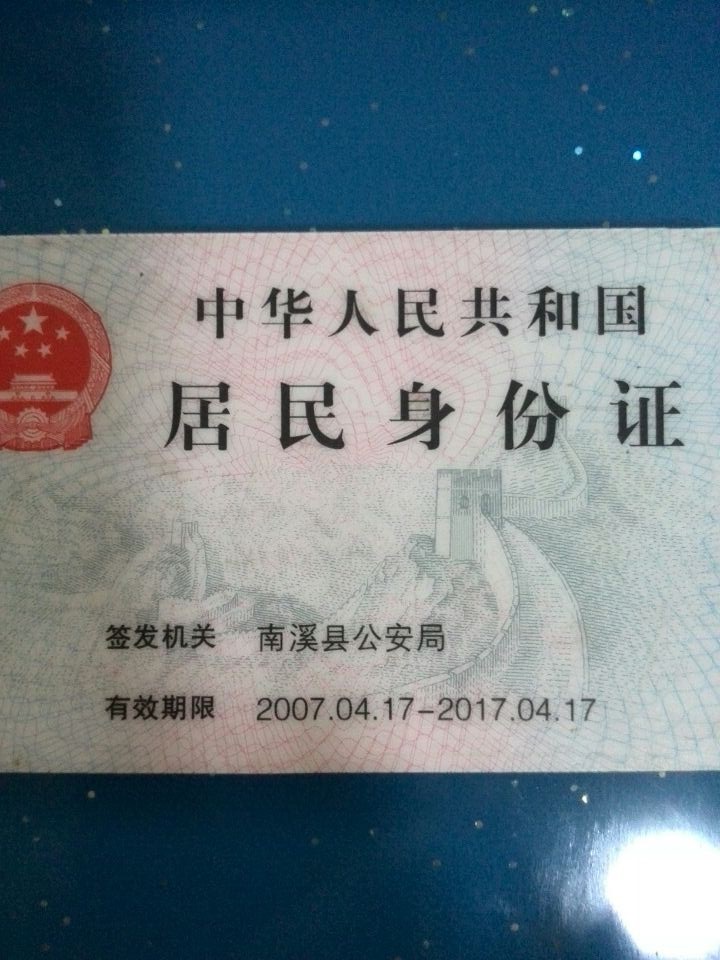 中华人民共和国
居民身份证
签发机关 南溪县公安局
有效期限 2007.04.17-2017.04.17